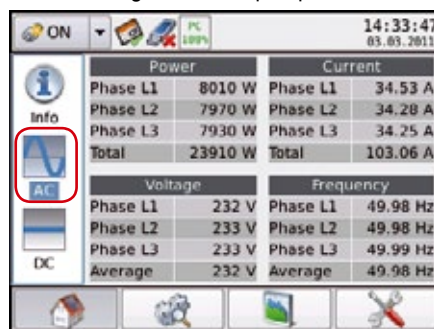 ON
PC
100%
14:33:47
03.03.2011
Info
AC
DC
Power
Phase L1 8010 W
Phase L2 7970 W
Phase L3 7930 W
Total 23910 W
Current
Phase L1 34.53 A
Phase L2 34.28 A
Phase L3 34.25 A
Total 103.06 A
Voltage
Phase L1 232 V
Phase L2 233 V
Phase L3 233 V
Average 232 V
Frequency
Phase L1 49.98 Hz
Phase L2 49.98 Hz
Phase L3 49.99 Hz
Average 49.98 Hz